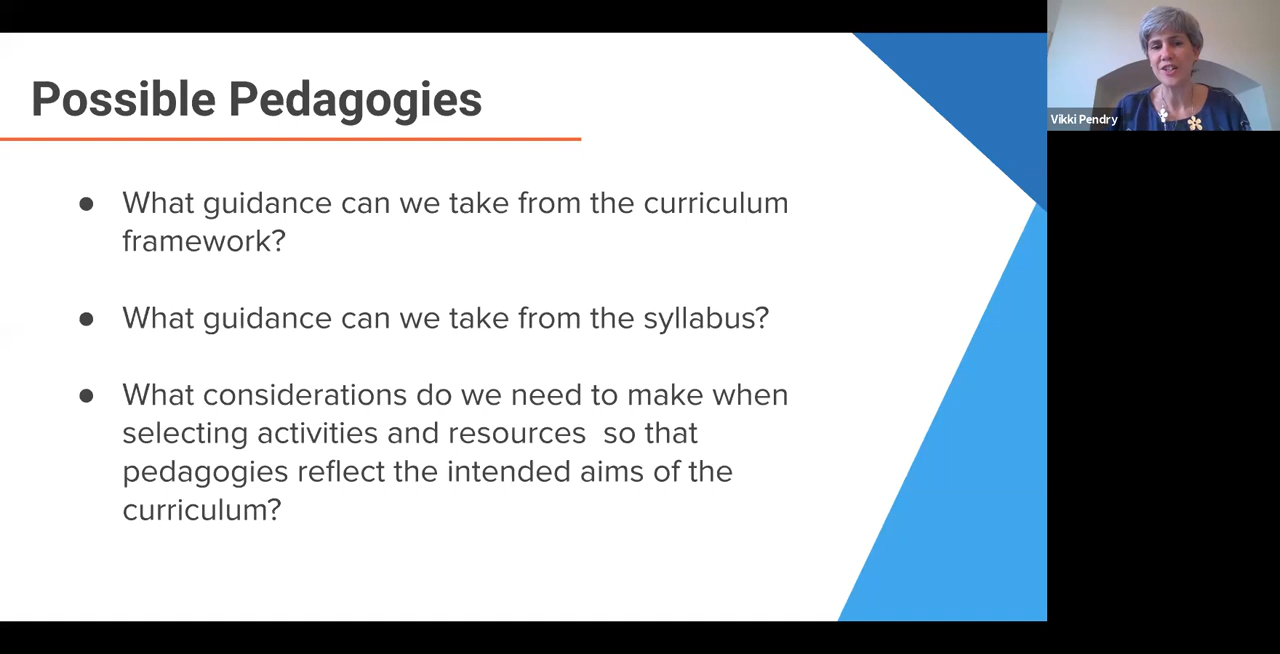 Possible Pedagogies
● What guidance can we take from the curriculum
framework?
● What guidance can we take from the syllabus?
● What considerations do we need to make when
selecting activities and resources  so that
pedagogies reflect the intended aims of the
curriculum?
Vikki Pendry